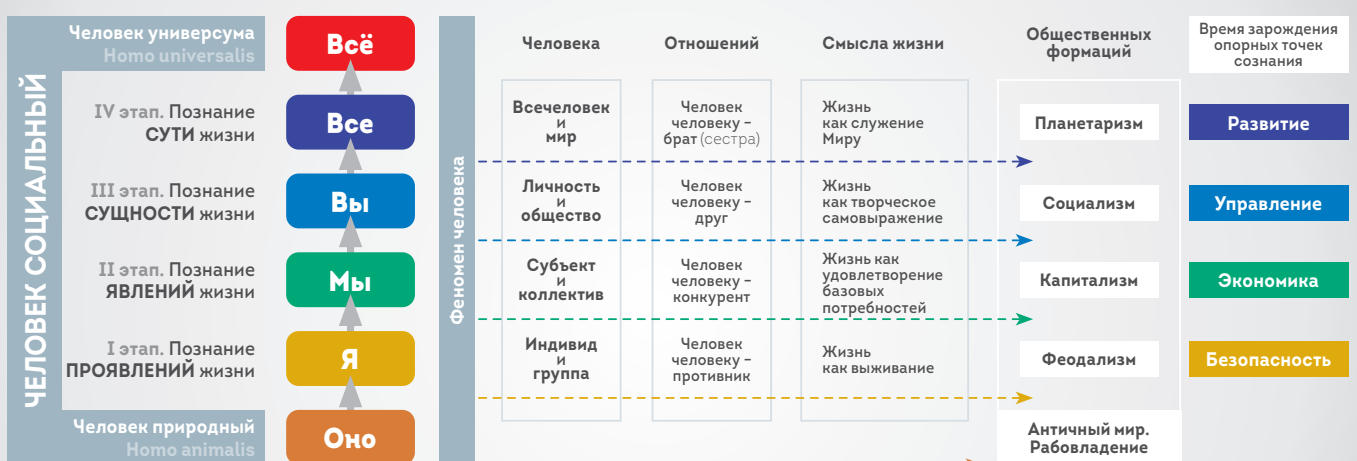 ЧЕЛОВЕК СОЦИАЛЬНЫЙ
Человек универсума
Homo universalis
IV этап. Познание
СУТИ жизни
III этап. Познание
СУЩНОСТИ жизни
II этап. Познание
ЯВЛЕНИЙ жизни
I этап. Познание
ПРОЯВЛЕНИЙ жизни
Человек природный
Homo animalis
Всё
Все
Вы
Мы
Я
Оно
Феномен человека
Человека
Всечеловек
и
мир
Личность
и
общество
Субъект
и
коллектив
Индивид
и
группа
Отношений
Человек
человеку –
брат (сестра)
Человек
человеку –
друг
Человек
человеку –
конкурент
Человек
человеку –
противник
Смысла жизни
Жизнь
как служение
Миру
Жизнь
как творческое
самовыражение
Жизнь как
удовлетворение
базовых
потребностей
Жизнь
как выживание
Общественных
формаций
Планетаризм
Социализм
Капитализм
Феодализм
Античный мир.
Рабовладение
Время зарождения
опорных точек
сознания
Развитие
Управление
Экономика
Безопасность